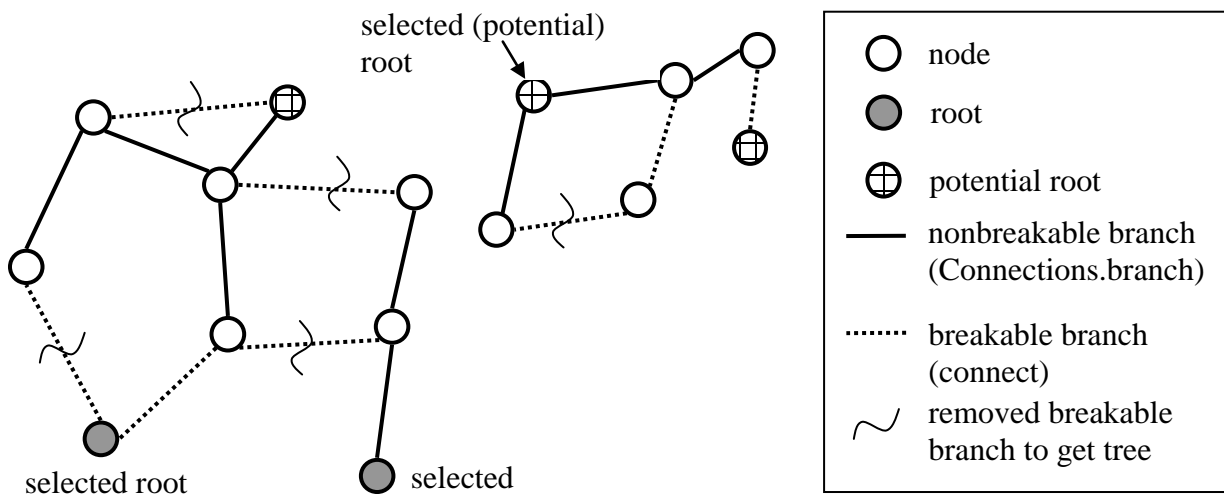 selected (potential)
root
selected root
selected
node
root
potential root
nonbreakable branch
(Connections.branch)
breakable branch
(connect)
removed breakable
branch to get tree